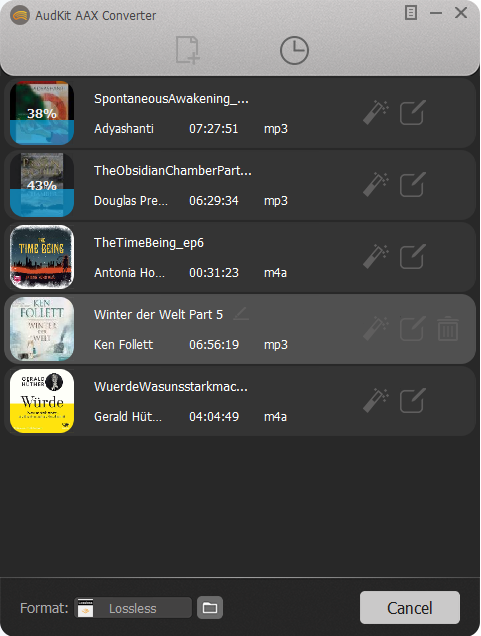 AudKit AAX Converter
38%
SpontaneousAwakening_...
Adyashanti 07:27:51 mp3
43%
TheObsidianChamberPart...
Douglas Pre... 06:29:34 mp3
THE
TIME BEING
TheTimeBeing_ep6
Antonia Ho... 00:31:23 m4a
KEN
FOLLETT
WINTER
DER
WELT
Winter der Welt Part 5
Ken Follett 06:56:19 mp3
GERALD
HÜTHER
Würde
WuerdeWasunsstarkmac...
Gerald Hüt... 04:04:49 m4a
Format: Lossless
Cancel